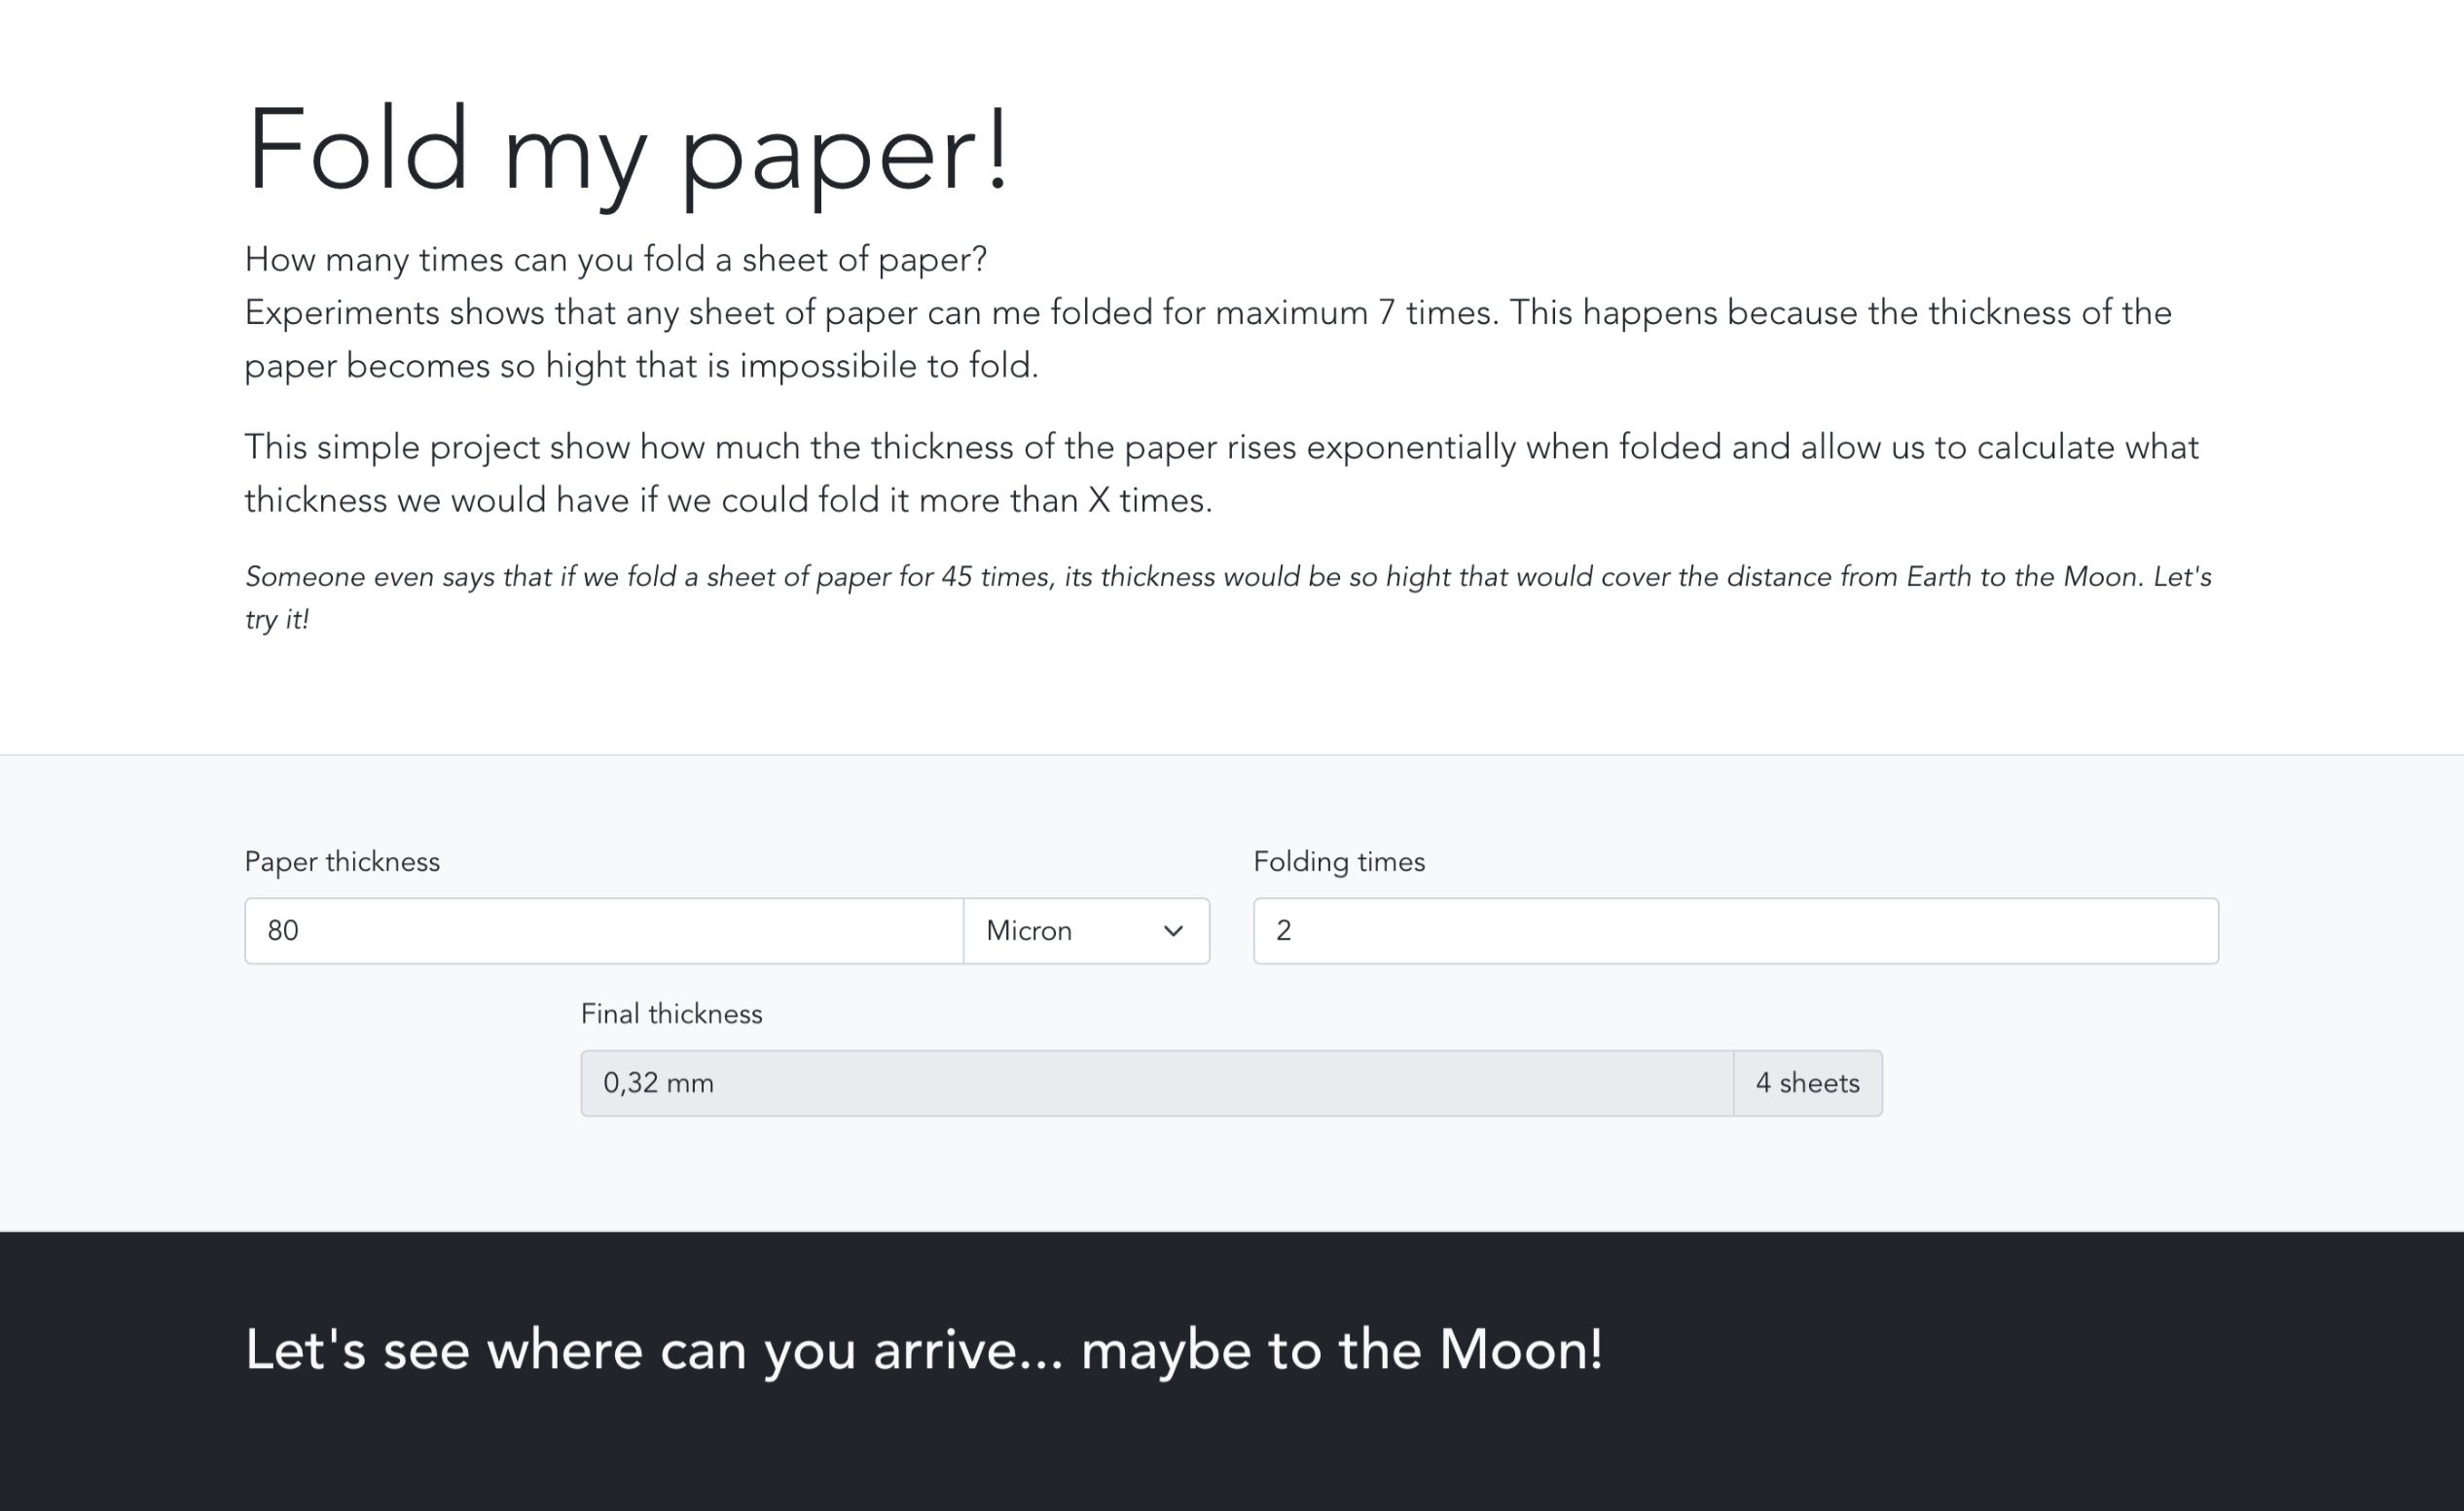 Fold my paper!
How many times can you fold a sheet of paper?
Experiments shows that any sheet of paper can me folded for maximum 7 times. This happens because the thickness of the
paper becomes so hight that is impossibile to fold.
This simple project show how much the thickness of the paper rises exponentially when folded and allow us to calculate what
thickness we would have if we could fold it more than X times.
Someone even says that if we fold a sheet of paper for 45 times, its thickness would be so hight that would cover the distance from Earth to the Moon. Let's
try it!
Paper thickness
Folding times
80 Micron
2
Final thickness
0,32 mm
4 sheets
Let's see where can you arrive... maybe to the Moon!